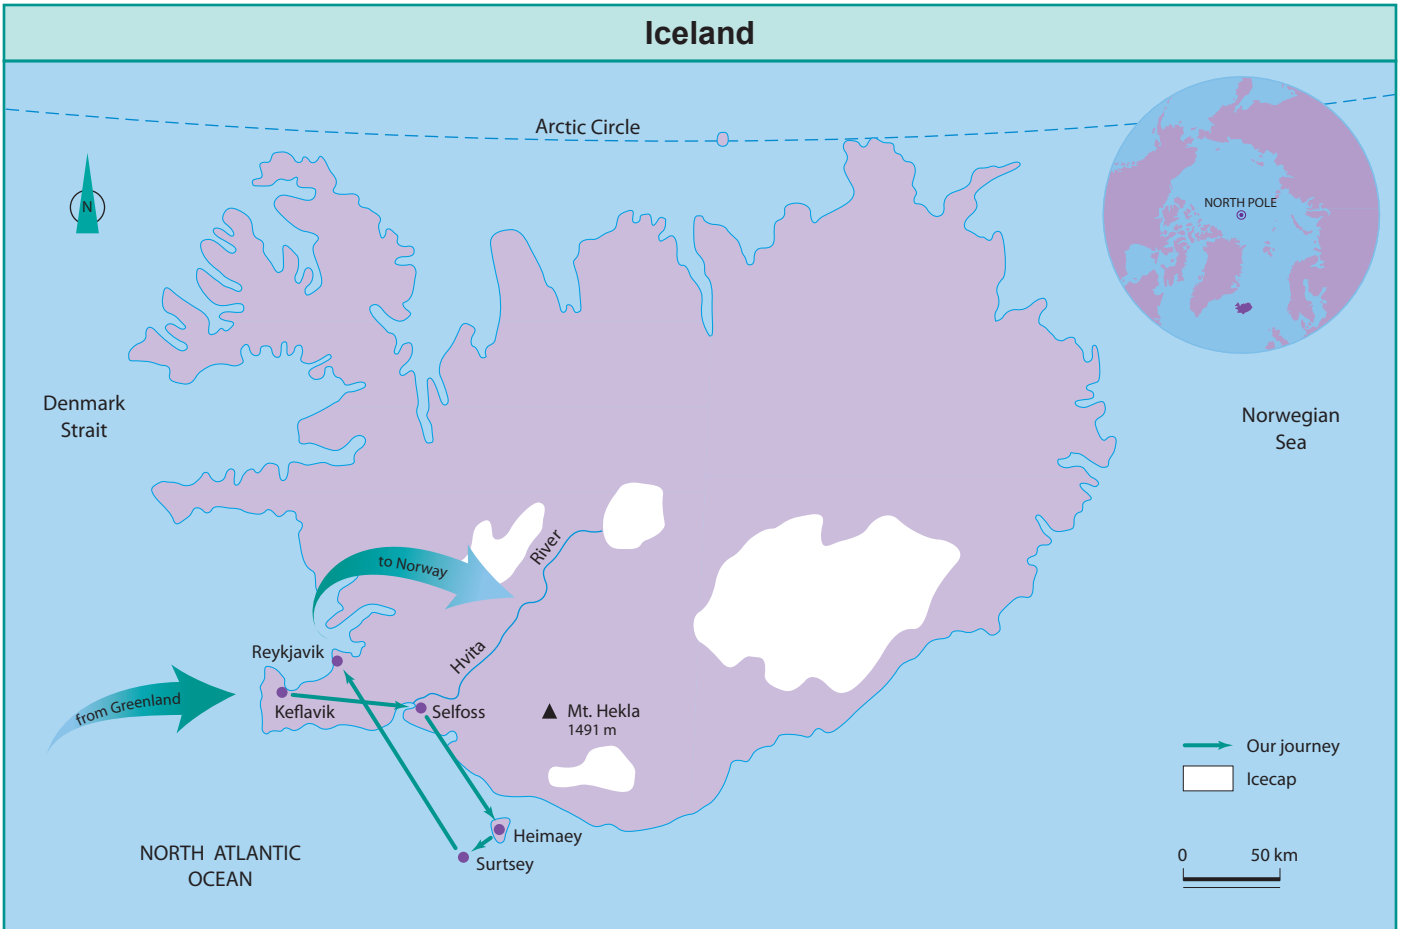 Iceland
Arctic Circle
N
NORTH POLE
Denmark
Strait
Norwegian
Sea
River
to Norway
Hvita
Reykjavik
from Greenland
Keflavik
Selfoss
Mt. Hekla
1491 m
Our journey
Icecap
Heimaey
Surtsey
NORTH ATLANTIC
OCEAN
0 50 km